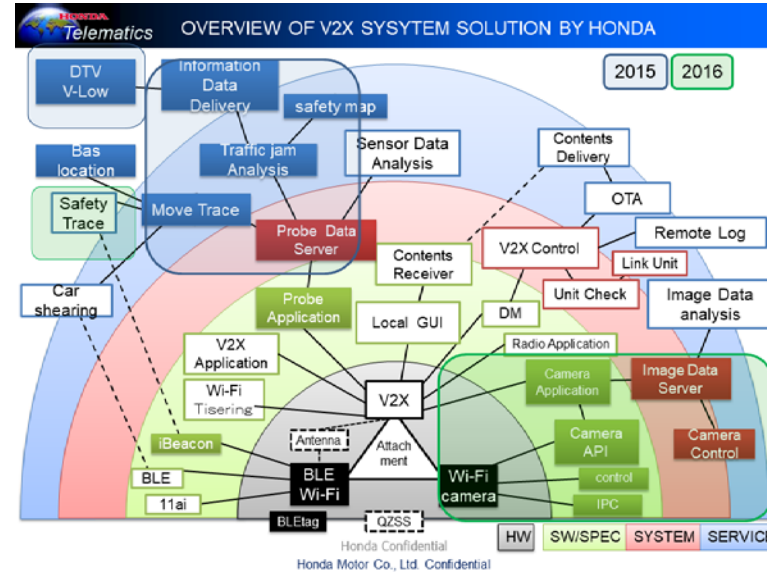 HONDA
Telematics
OVERVIEW OF V2X SYSYTEM SOLUTION BY HONDA
2015
2016
DTV
V-Low
Information
Data
Delivery
safety map
Traffic jam
Analysis
Sensor Data
Analysis
Contents
Delivery
Bas
location
Safety
Trace
Move Trace
Probe Data
Server
OTA
Remote Log
V2X Control
Link Unit
Unit Check
Contents
Receiver
Car
shearing
Probe
Application
Local GUI
DM
Image Data
analysis
V2X
Application
Radio Application
Wi-Fi
Tisering
V2X
Camera
Application
Image Data
Server
iBeacon
Antenna
Attach
ment
Camera
API
Camera
Control
BLE
BLE
Wi-Fi
Wi-Fi
camera
control
11ai
IPC
BLEtag
QZSS
HW
SW/SPEC
SYSTEM
SERVICE
Honda Confidential
Honda Motor Co., Ltd. Confidential